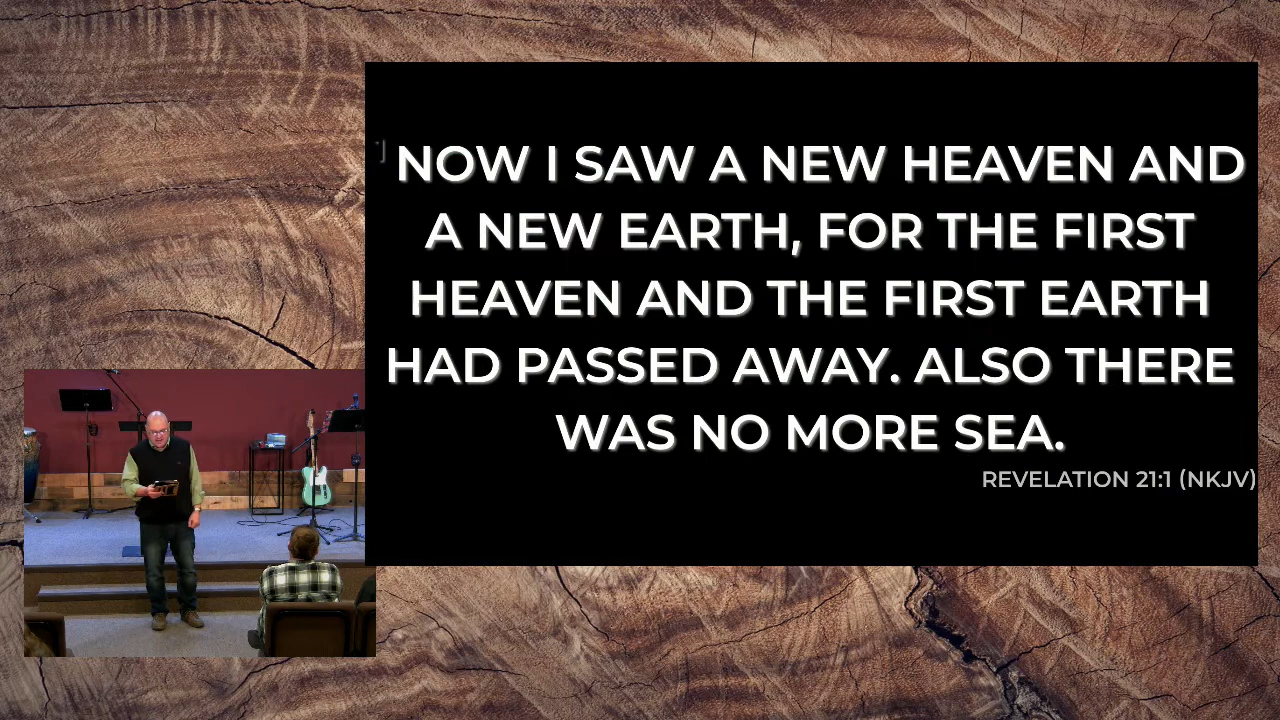 1 NOW I SAW A NEW HEAVEN AND
A NEW EARTH, FOR THE FIRST
HEAVEN AND THE FIRST EARTH
HAD PASSED AWAY. ALSO THERE
WAS NO MORE SEA.
REVELATION 21:1 (NKJV)